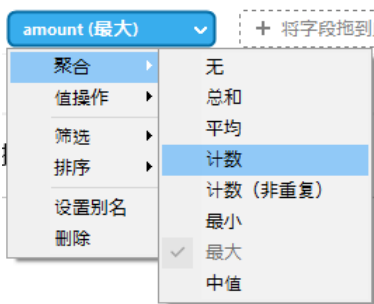 amount (最大)
将字段拖到
聚合
值操作
筛选
排序
设置别名
删除
无
总和
平均
计数
计数（非重复）
最小
最大
中值